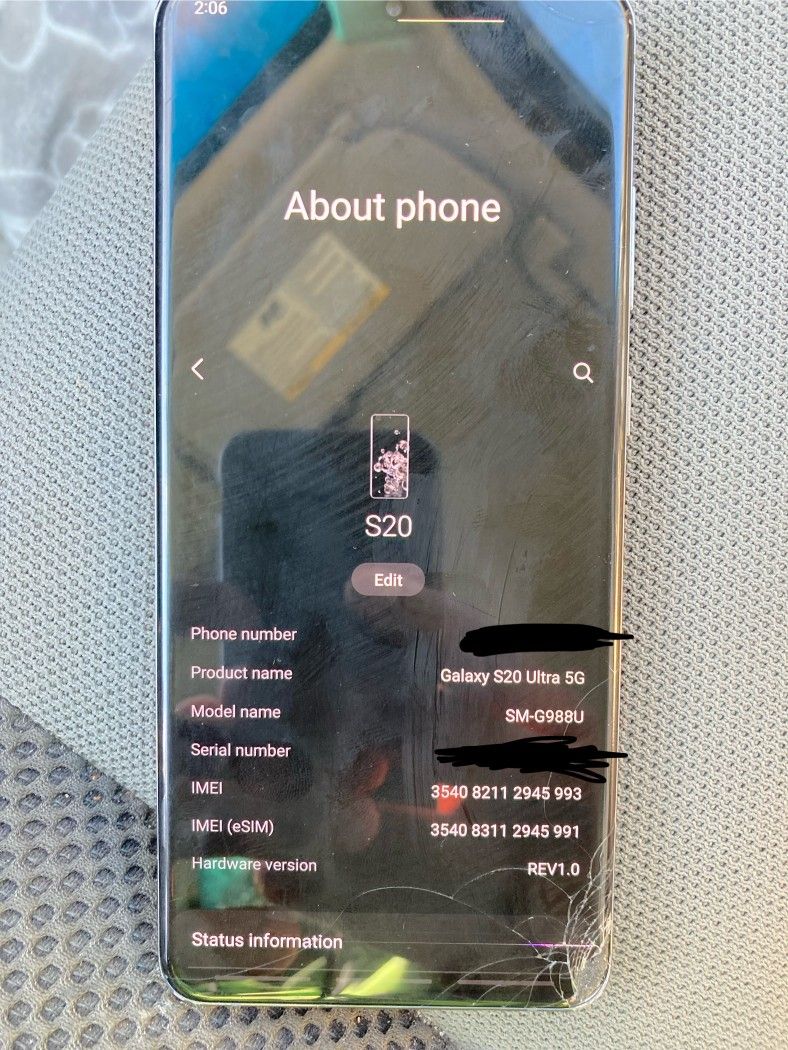 2:06
About phone
S20
Edit
Phone number
Product name Galaxy S20 Ultra 5G
Model name SM-G988U
Serial number
IMEI 3540 8211 2945 993
IMEI (eSIM) 3540 8311 2945 991
Hardware version REV1.0
Status information